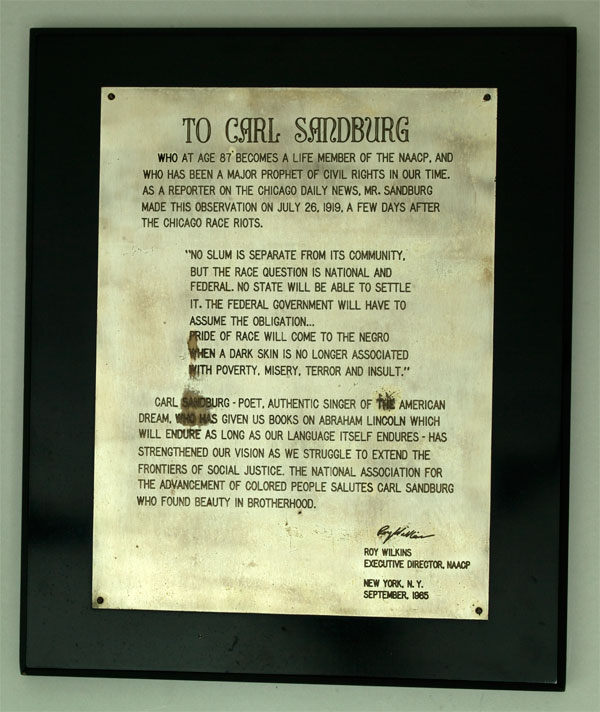 TO CARL SANDBURG
WHO AT AGE 87 BECOMES A LIFE MEMBER OF THE NAACP, AND
WHO HAS BEEN A MAJOR PROPHET OF CIVIL RIGHTS IN OUR TIME.
AS A REPORTER ON THE CHICAGO DAILY NEWS, MR. SANDBURG
MADE THIS OBSERVATION ON JULY 26, 1919, A FEW DAYS AFTER
THE CHICAGO RACE RIOTS.
"NO SLUM IS SEPARATE FROM ITS COMMUNITY,
BUT THE RACE QUESTION IS NATIONAL AND
FEDERAL. NO STATE WILL BE ABLE TO SETTLE
IT. THE FEDERAL GOVERNMENT WILL HAVE TO
ASSUME THE OBLIGATION...
PRIDE OF RACE WILL COME TO THE NEGRO
WHEN A DARK SKIN IS NO LONGER ASSOCIATED
WITH POVERTY, MISERY, TERROR AND INSULT."
CARL SANDBURG - POET, AUTHENTIC SINGER OF THE AMERICAN
DREAM, WHO HAS GIVEN US BOOKS ON ABRAHAM LINCOLN WHICH
WILL ENDURE AS LONG AS OUR LANGUAGE ITSELF ENDURES - HAS
STRENGTHENED OUR VISION AS WE STRUGGLE TO EXTEND THE
FRONTIERS OF SOCIAL JUSTICE. THE NATIONAL ASSOCIATION FOR
THE ADVANCEMENT OF COLORED PEOPLE SALUTES CARL SANDBURG
WHO FOUND BEAUTY IN BROTHERHOOD.
Roy Wilkins
ROY WILKINS
EXECUTIVE DIRECTOR, NAACP
NEW YORK, N. Y.
SEPTEMBER, 1965